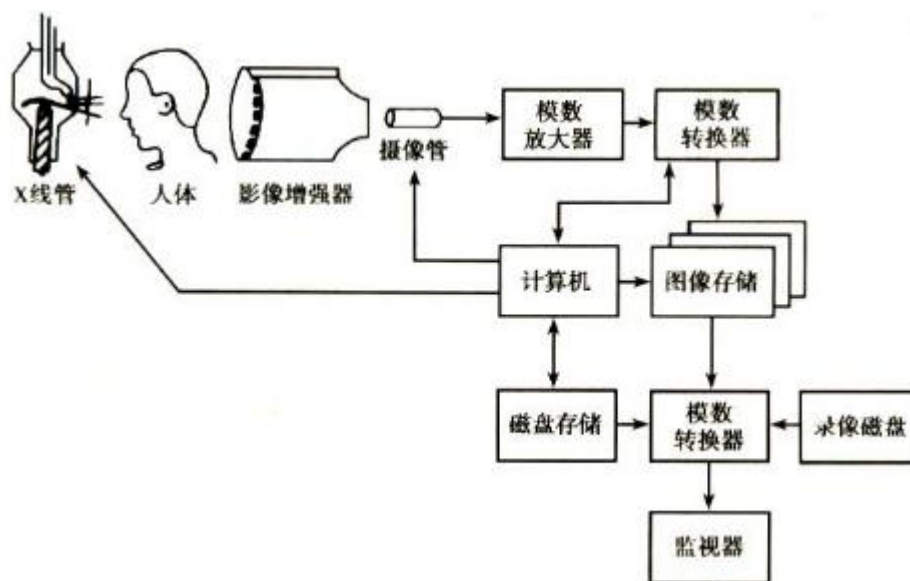 模数
放大器
模数
转换器
摄像管
X线管
人体
影像增强器
计算机
图像存储
磁盘存储
模数
转换器
录像磁盘
监视器